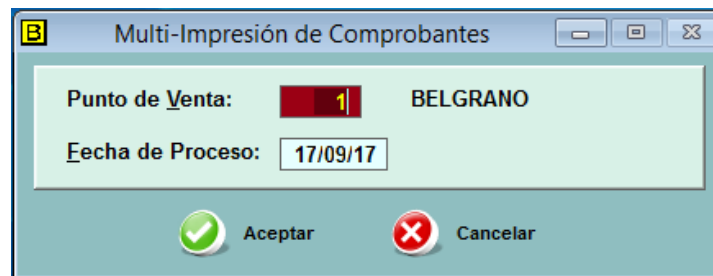 B Multi-Impresión de Comprobantes
Punto de Venta: 1 BELGRANO
Fecha de Proceso: 17/09/17
Aceptar Cancelar